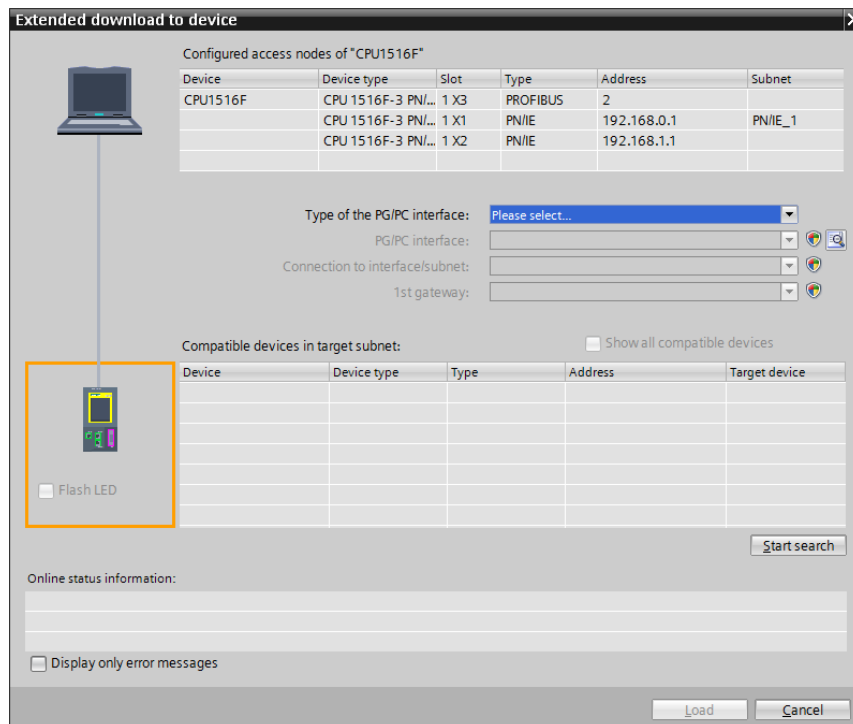 Extended download to device
Configured access nodes of "CPU1516F"
Device Device type Slot Type Address Subnet
CPU1516F CPU 1516F-3 PN/... 1 X3 PROFIBUS 2
CPU 1516F-3 PN/... 1 X1 PN/IE 192.168.0.1 PN/IE_1
CPU 1516F-3 PN/... 1 X2 PN/IE 192.168.1.1
Type of the PG/PC interface: Please select...
PG/PC interface:
Connection to interface/subnet:
1st gateway:
Compatible devices in target subnet: Show all compatible devices
Device Device type Type Address Target device
Flash LED
Start search
Online status information:
Display only error messages
Load Cancel